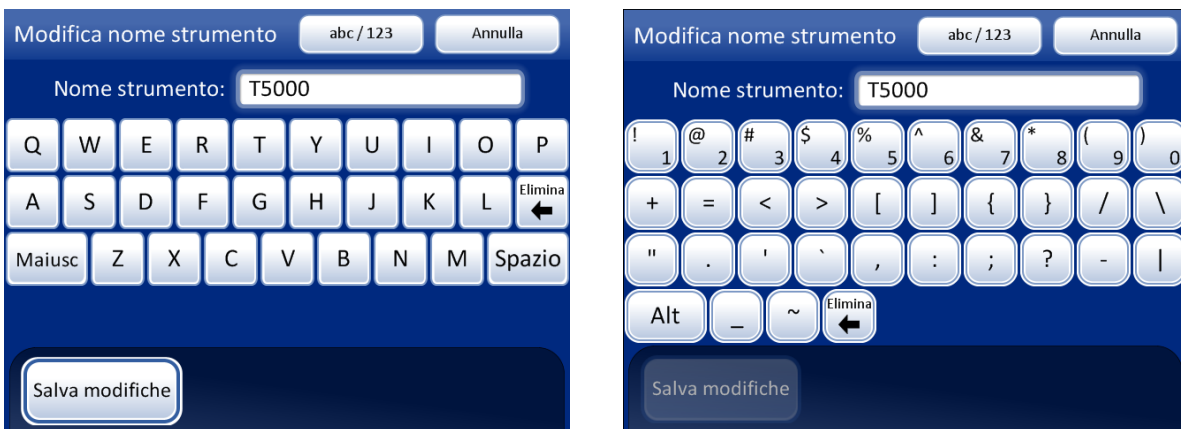 Modifica nome strumento abc / 123 Annulla
Nome strumento: T5000
Q W E R T Y U I O P
A S D F G H J K L Elimina
Maiusc Z X C V B N M Spazio
Salva modifiche
Modifica nome strumento abc / 123 Annulla
Nome strumento: T5000
! 1 @ 2 # 3 $ 4 % 5 ^ 6 & 7 * 8 ( 9 ) 0
+ = < > [ ] { } / \
" . ' ` , : ; ? - |
Alt _ ~ Elimina
Salva modifiche